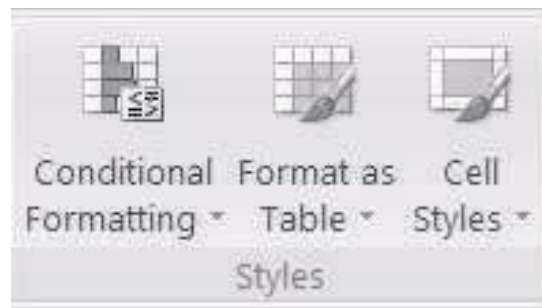 Conditional Formatting
Format as Table
Cell Styles
Styles